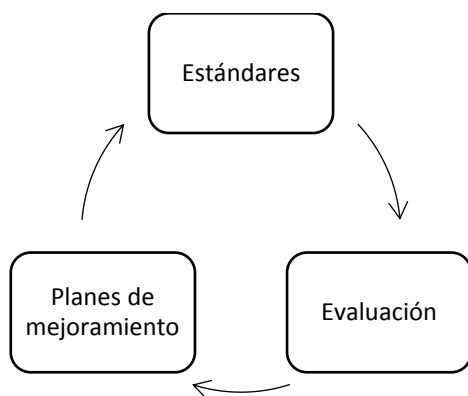 Estándares
Planes de
mejoramiento
Evaluación